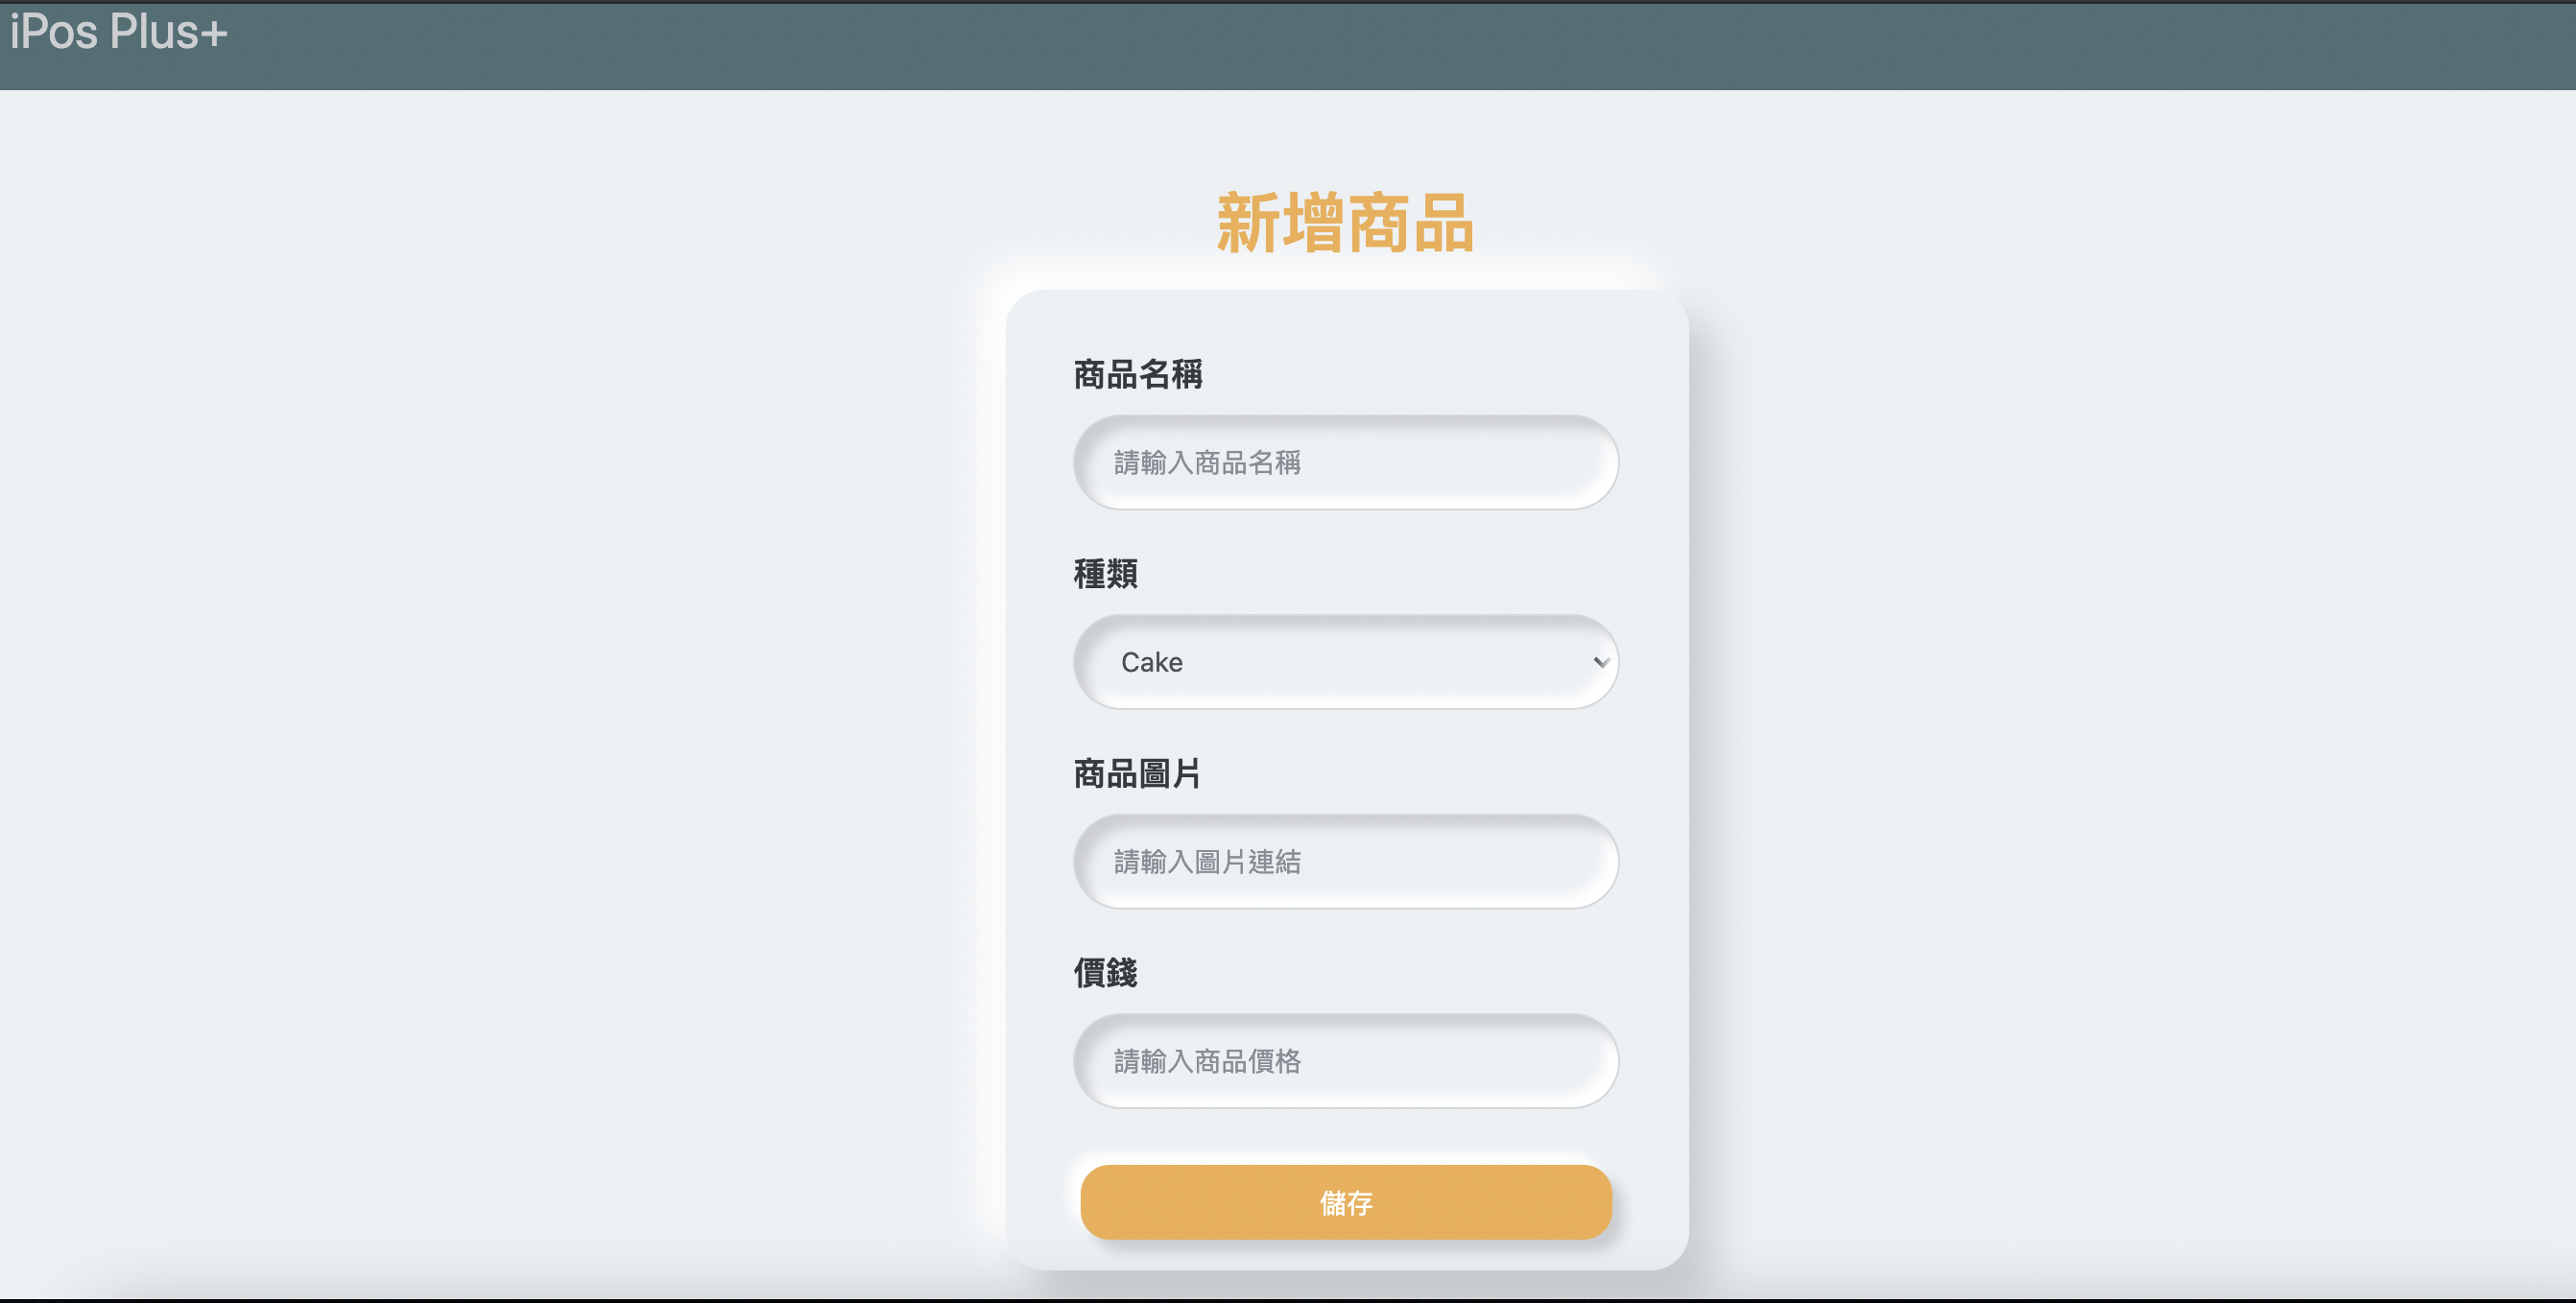 iPos Plus+
新增商品
商品名稱
請輸入商品名稱
種類
Cake
商品圖片
請輸入圖片連結
價錢
請輸入商品價格
儲存